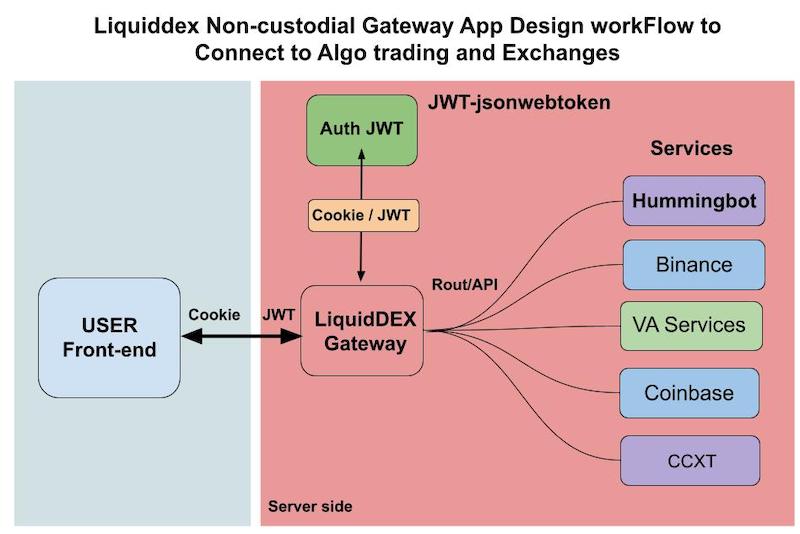 Liquiddex Non-custodial Gateway App Design workFlow to
Connect to Algo trading and Exchanges
JWT-jsonwebtoken
Auth JWT
Services
Cookie / JWT
Hummingbot
Binance
Rout/API
USER
Front-end
Cookie
JWT
LiquidDEX
Gateway
VA Services
Coinbase
CCXT
Server side